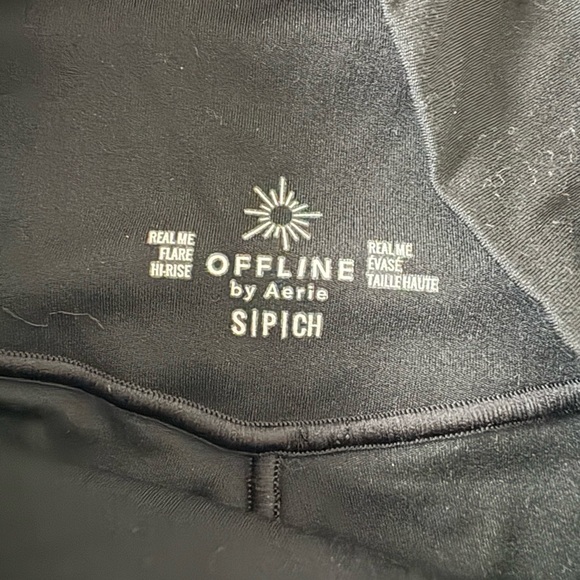 REAL ME
FLARE
HI-RISE
OFFLINE
by Aerie
S|P|CH
REAL ME
ÉVASÉ
TAILLE HAUTE